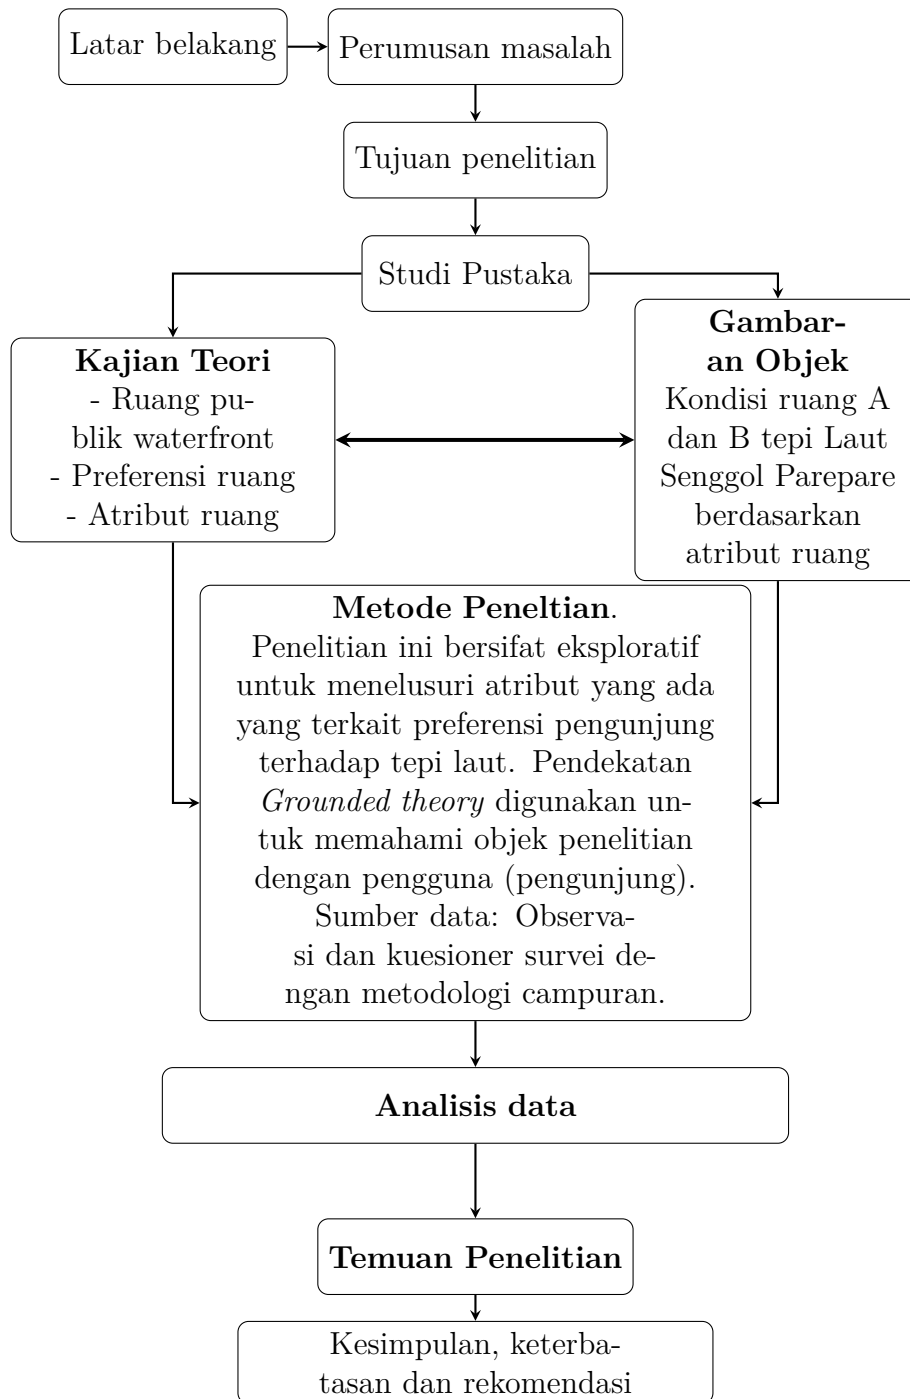 Latar belakang
Perumusan masalah
Tujuan penelitian
Studi Pustaka
Kajian Teori
- Ruang pu-
blik waterfront
- Preferensi ruang
- Atribut ruang
Gambar-
an Objek
Kondisi ruang A
dan B tepi Laut
Senggol Parepare
berdasarkan
atribut ruang
Metode Peneltian.
Penelitian ini bersifat eksploratif
untuk menelusuri atribut yang ada
yang terkait preferensi pengunjung
terhadap tepi laut. Pendekatan
Grounded theory digunakan un-
tuk memahami objek penelitian
dengan pengguna (pengunjung).
Sumber data: Observa-
si dan kuesioner survei de-
ngan metodologi campuran.
Analisis data
Temuan Penelitian
Kesimpulan, keterba-
tasan dan rekomendasi